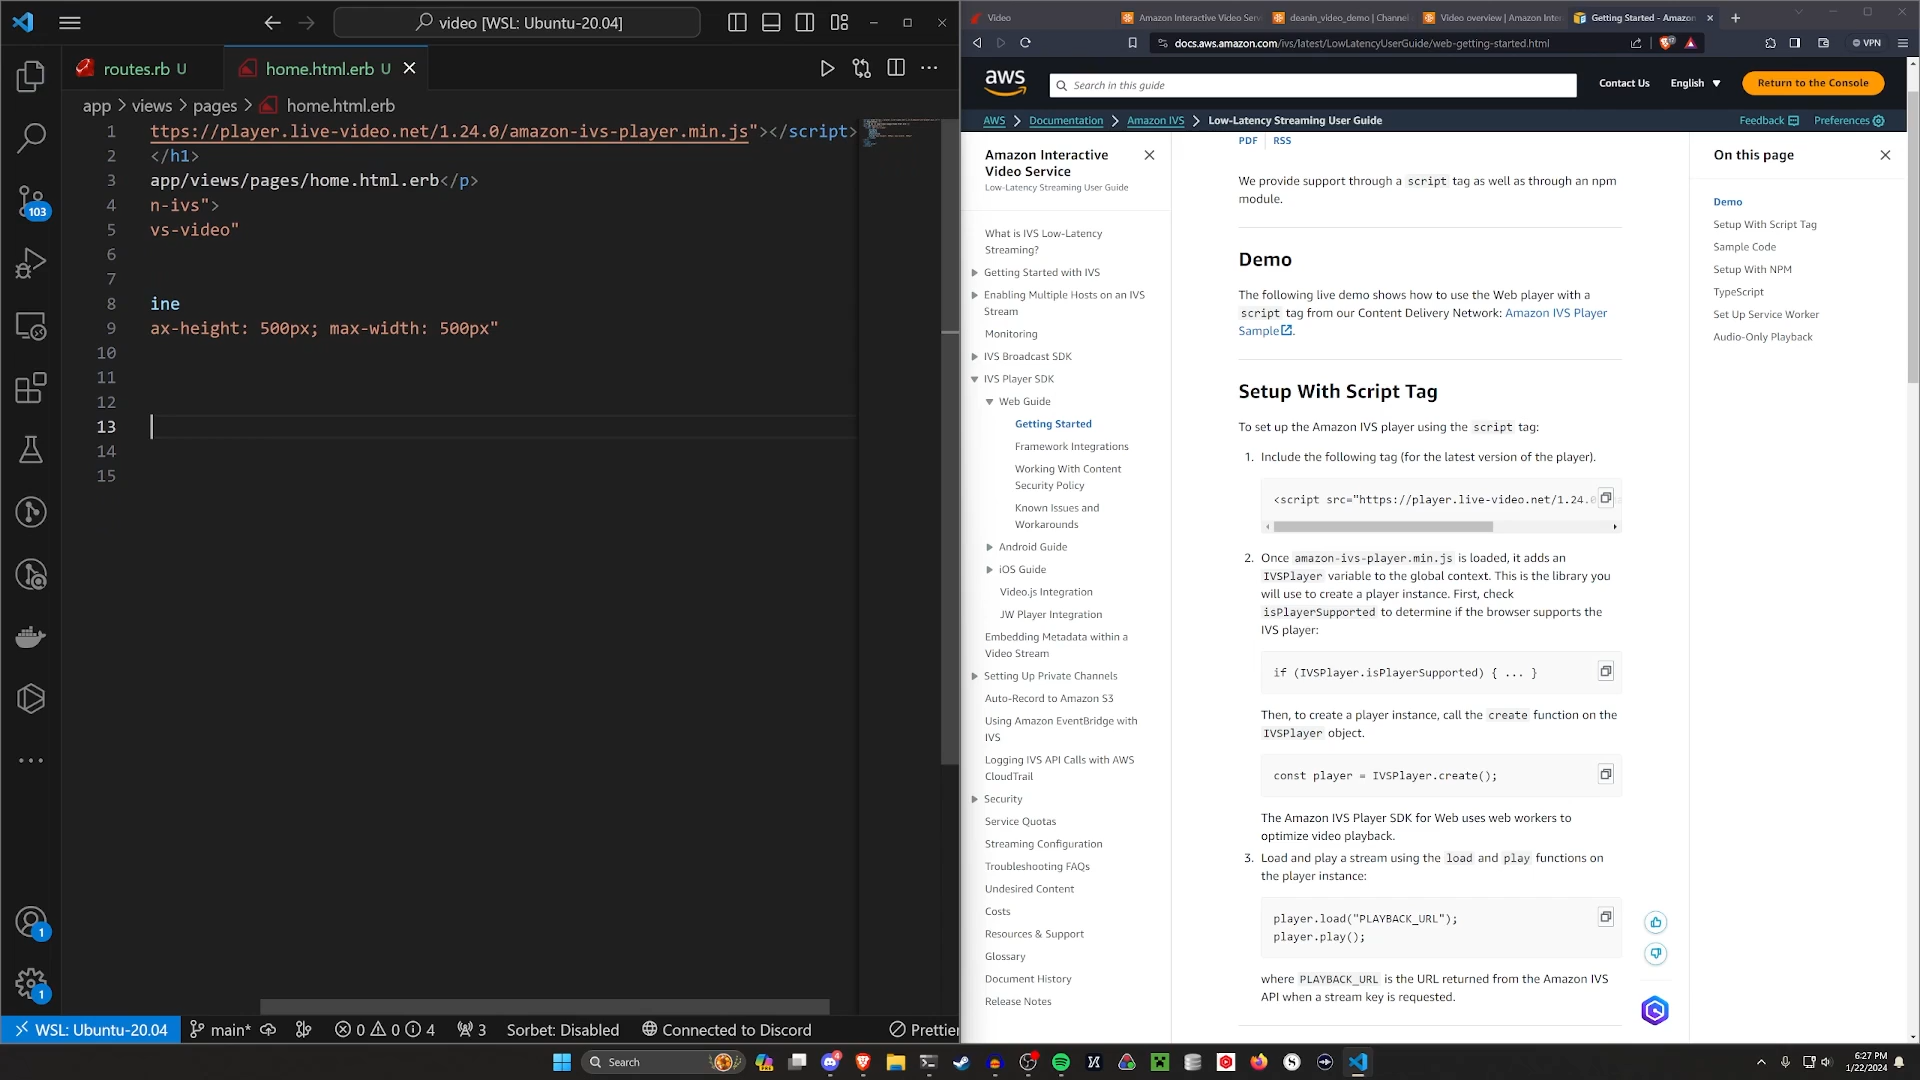 video [WSL: Ubuntu-20.04]
routes.rb U
home.html.erb U
app > views > pages > home.html.erb
1 ttps://player.live-video.net/1.24.0/amazon-ivs-player.min.js"></script>
2 </h1>
3 app/views/pages/home.html.erb</p>
4 n-ivs">
5 vs-video"
6
7
8 ine
9 ax-height: 500px; max-width: 500px"
10
11
12
13
14
15
103
1
1
WSL: Ubuntu-20.04
main*
0 0 4
3
Sorbet: Disabled
Connected to Discord
Prettier
Video
Amazon Interactive Video Serv
deanin_video_demo | Channel
Video overview | Amazon Inte
Getting Started - Amazon
docs.aws.amazon.com/ivs/latest/LowLatencyUserGuide/web-getting-started.html
VPN
aws
Search in this guide
Contact Us
English
Return to the Console
AWS > Documentation > Amazon IVS > Low-Latency Streaming User Guide
Feedback
Preferences
Amazon Interactive
Video Service
Low-Latency Streaming User Guide
What is IVS Low-Latency
Streaming?
Getting Started with IVS
Enabling Multiple Hosts on an IVS
Stream
Monitoring
IVS Broadcast SDK
IVS Player SDK
Web Guide
Getting Started
Framework Integrations
Working With Content
Security Policy
Known Issues and
Workarounds
Android Guide
iOS Guide
Video.js Integration
JW Player Integration
Embedding Metadata within a
Video Stream
Setting Up Private Channels
Auto-Record to Amazon S3
Using Amazon EventBridge with
IVS
Logging IVS API Calls with AWS
CloudTrail
Security
Service Quotas
Streaming Configuration
Troubleshooting FAQs
Undesired Content
Costs
Resources & Support
Glossary
Document History
Release Notes
PDF
RSS
We provide support through a script tag as well as through an npm
module.
Demo
The following live demo shows how to use the Web player with a
script tag from our Content Delivery Network: Amazon IVS Player
Sample.
Setup With Script Tag
To set up the Amazon IVS player using the script tag:
1. Include the following tag (for the latest version of the player).
<script src="https://player.live-video.net/1.24.0
2. Once amazon-ivs-player.min.js is loaded, it adds an
IVSPlayer variable to the global context. This is the library you
will use to create a player instance. First, check
isPlayerSupported to determine if the browser supports the
IVS player:
if (IVSPlayer.isPlayerSupported) { ... }
Then, to create a player instance, call the create function on the
IVSPlayer object.
const player = IVSPlayer.create();
The Amazon IVS Player SDK for Web uses web workers to
optimize video playback.
3. Load and play a stream using the load and play functions on
the player instance:
player.load("PLAYBACK_URL");
player.play();
where PLAYBACK_URL is the URL returned from the Amazon IVS
API when a stream key is requested.
On this page
Demo
Setup With Script Tag
Sample Code
Setup With NPM
TypeScript
Set Up Service Worker
Audio-Only Playback
Search
6:27 PM
1/22/2024